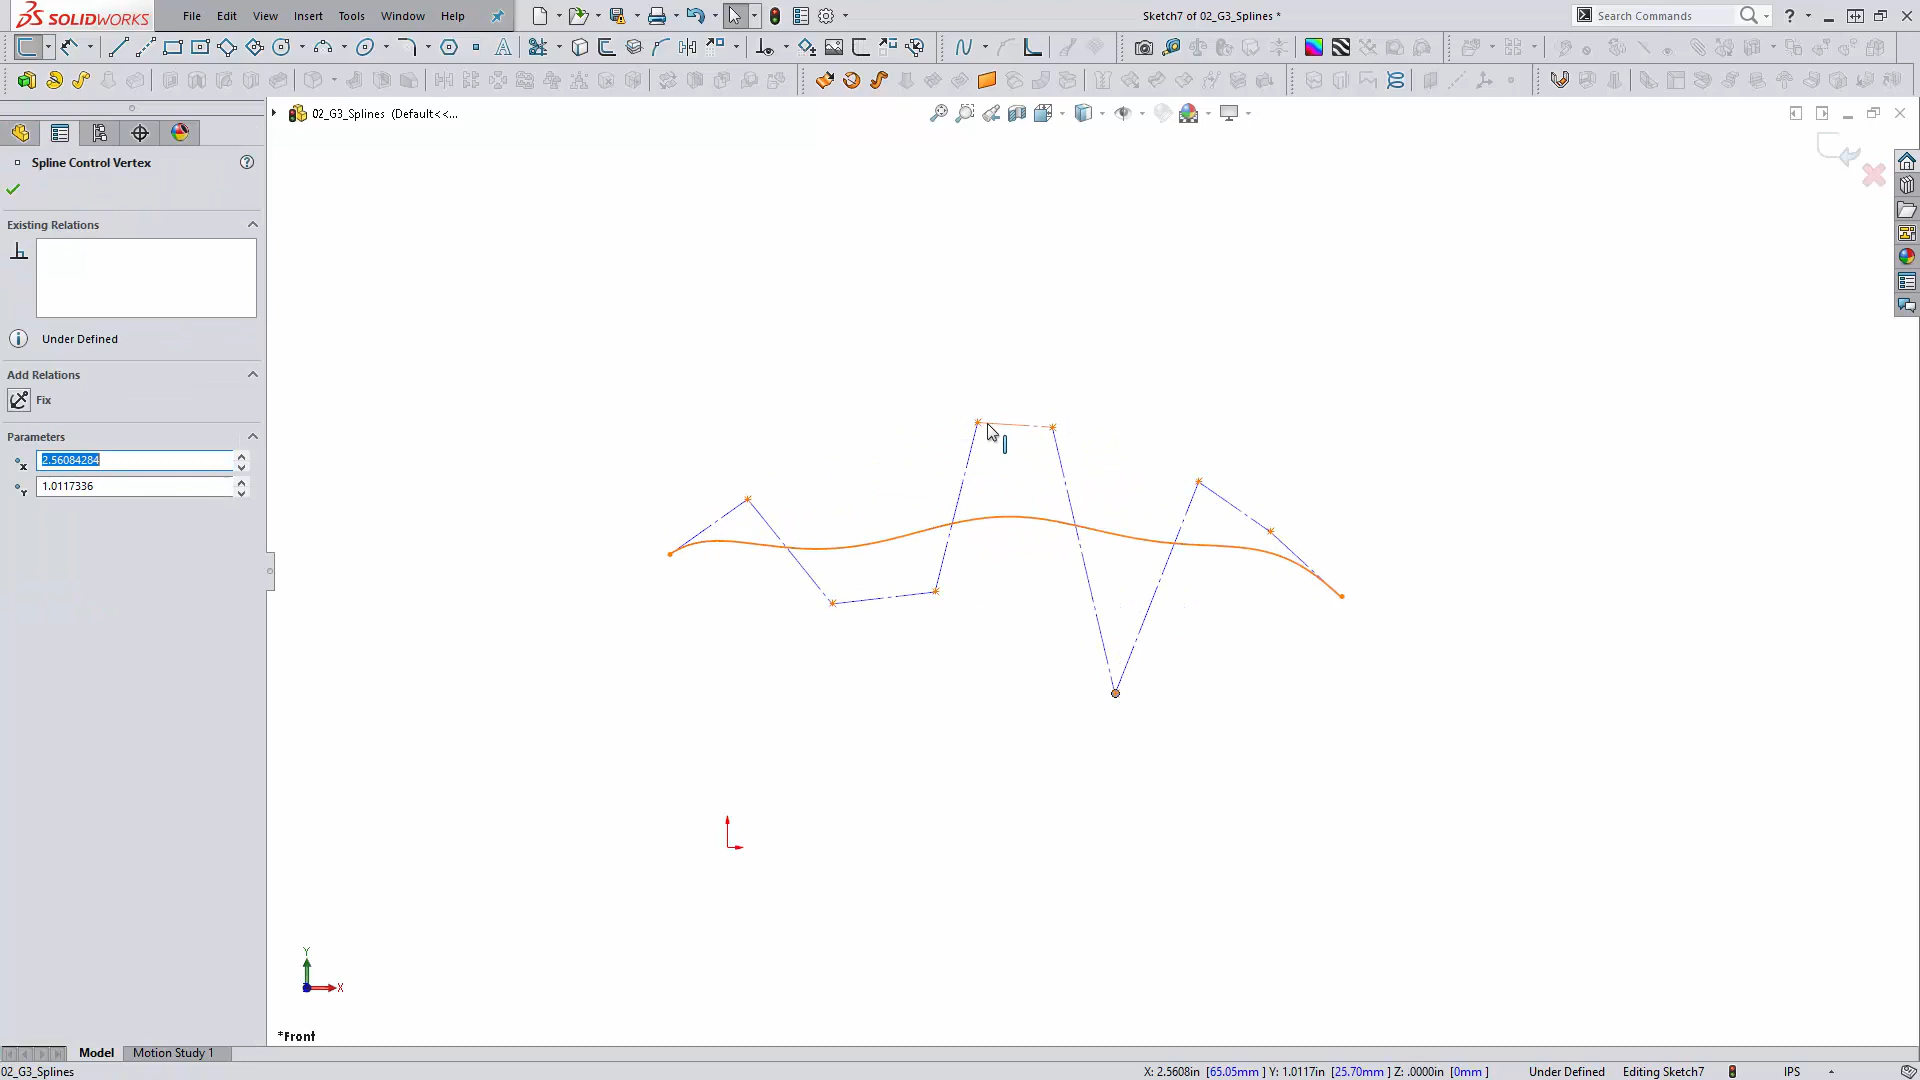 SOLIDWORKS File Edit View Insert Tools Window Help Sketch7 of 02_G3_Splines * Search Commands ?
02_G3_Splines (Default<<...
Spline Control Vertex
Existing Relations
Under Defined
Add Relations
Fix
Parameters
X 2.56084284
Y 1.0117336
Y
X
*Front
Model Motion Study 1
02_G3_Splines X: 2.5608in [65.05mm ] Y: 1.0117in [25.70mm ] Z: .0000in [0mm ] Under Defined Editing Sketch7 IPS